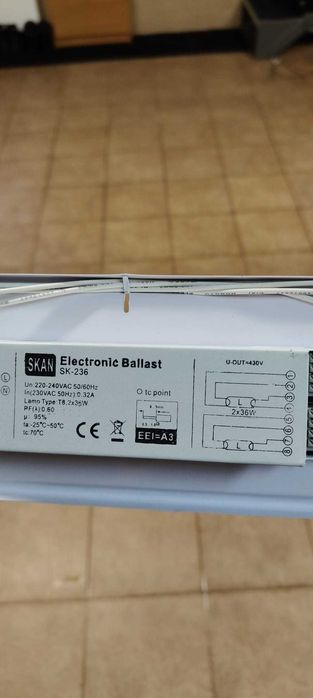 SKAN Electronic Ballast
SK-236
Un:220-240VAC 50/60Hz
In(230VAC 50Hz):0.32A
Lamp Type:T8,2x36W
PF(λ):0.60
μ: 95%
ta:-25°C~50°C
tc:70°C
CE
tc point
EEI=A3
U-OUT=430V
2x36W
L
N